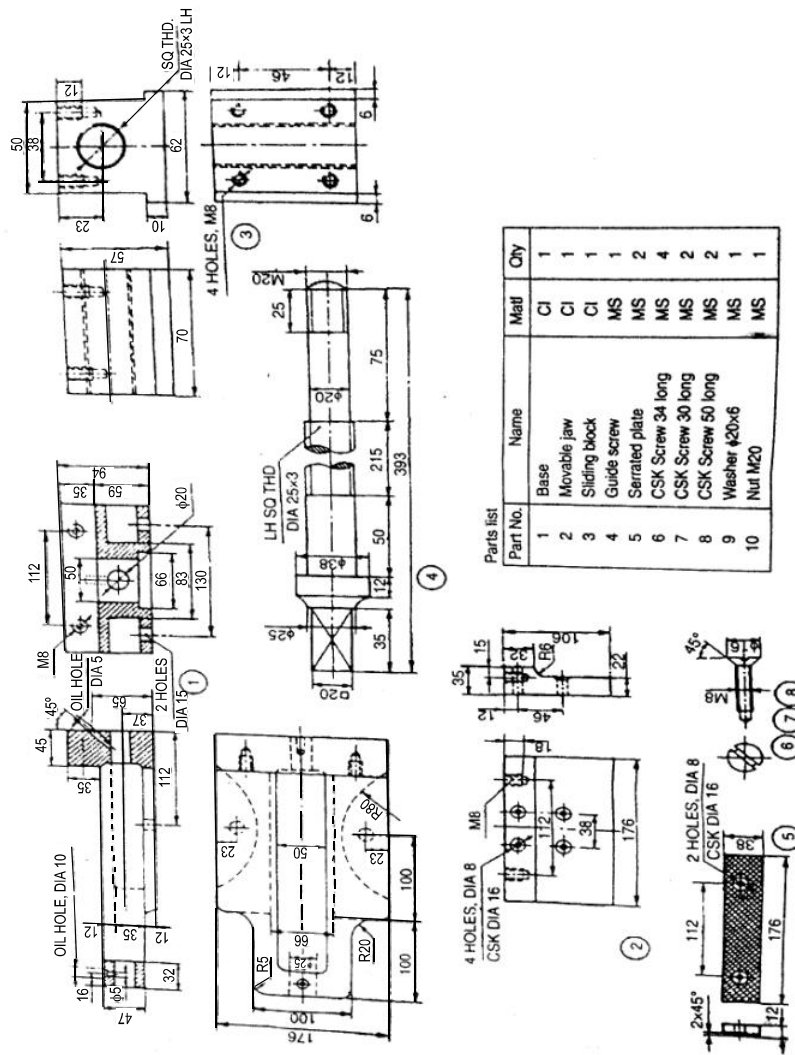 50
38
12
SQ THD.
DIA 25×3 LH
23
10
62
57
70
12
46
12
6
6
4 HOLES, M8
3
112
35
94
59
50
M8
φ20
66
83
130
2 HOLES
DIA 15
1
OIL HOLE
DIA 5
45°
45
35
65
37
112
OIL HOLE, DIA 10
12
35
12
16
φ5
47
32
M20
25
φ20
75
LH SQ THD
DIA 25×3
215
393
50
φ38
12
φ25
35
□20
4
23
R80
23
50
66
25
R5
R20
100
100
100
176
35
15
32
R6
106
22
12
46
18
M8
112
38
176
4 HOLES, DIA 8
CSK DIA 16
2
45°
M8
6 7 8
2 HOLES, DIA 8
CSK DIA 16
38
5
112
176
2×45°
12
Parts list
Part No. Name Matl Qty
1 Base CI 1
2 Movable jaw CI 1
3 Sliding block CI 1
4 Guide screw MS 1
5 Serrated plate MS 2
6 CSK Screw 34 long MS 4
7 CSK Screw 30 long MS 2
8 CSK Screw 50 long MS 2
9 Washer φ20x6 MS 1
10 Nut M20 MS 1